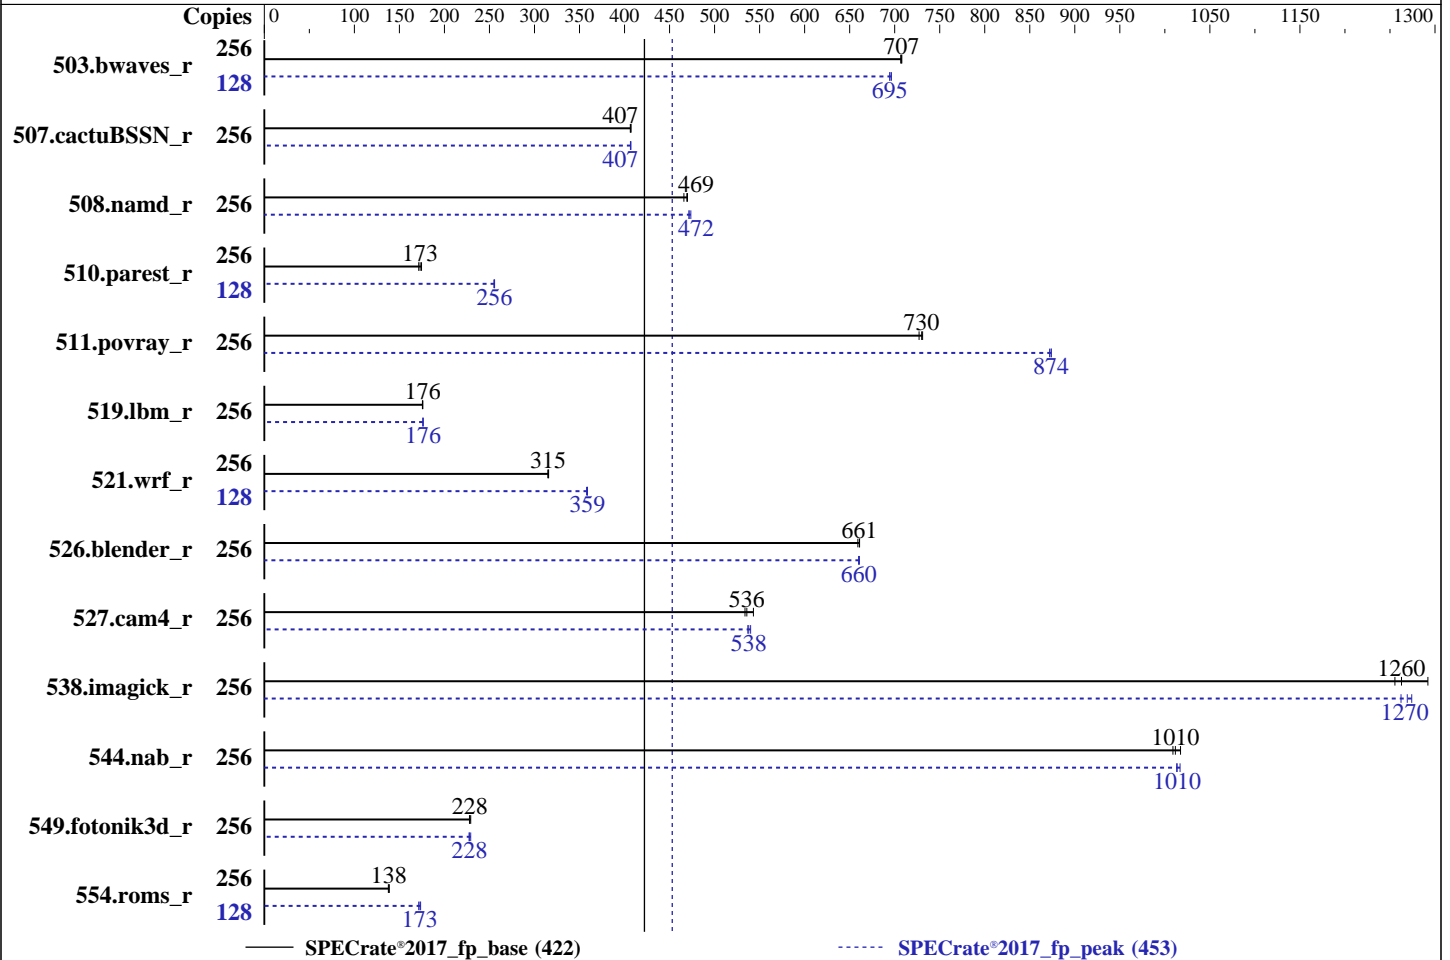 Copies 0 100 150 200 250 300 350 400 450 500 550 600 650 700 750 800 850 900 950 1050 1150 1300
503.bwaves_r 256 707
128 695
507.cactuBSSN_r 256 407
407
508.namd_r 256 469
472
510.parest_r 256 173
128 256
511.povray_r 256 730
874
519.lbm_r 256 176
176
521.wrf_r 256 315
128 359
526.blender_r 256 661
660
527.cam4_r 256 536
538
538.imagick_r 256 1260
1270
544.nab_r 256 1010
1010
549.fotonik3d_r 256 228
228
554.roms_r 256 138
128 173
SPECrate®2017_fp_base (422) SPECrate®2017_fp_peak (453)